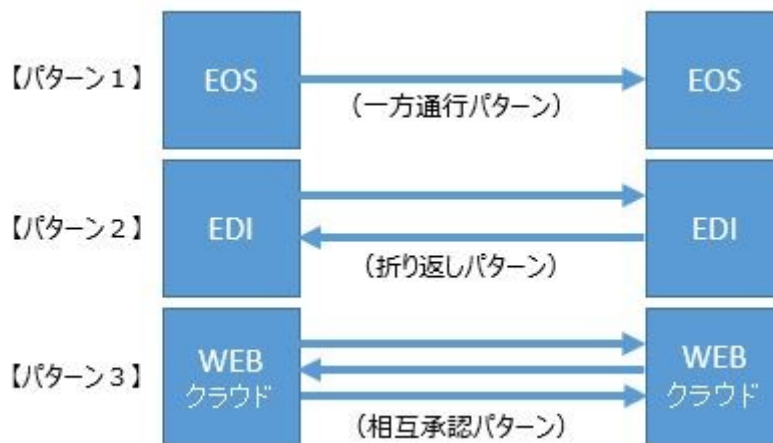 【パターン１】
EOS
EOS
（一方通行パターン）
【パターン２】
EDI
EDI
（折り返しパターン）
【パターン３】
WEB
クラウド
WEB
クラウド
（相互承認パターン）